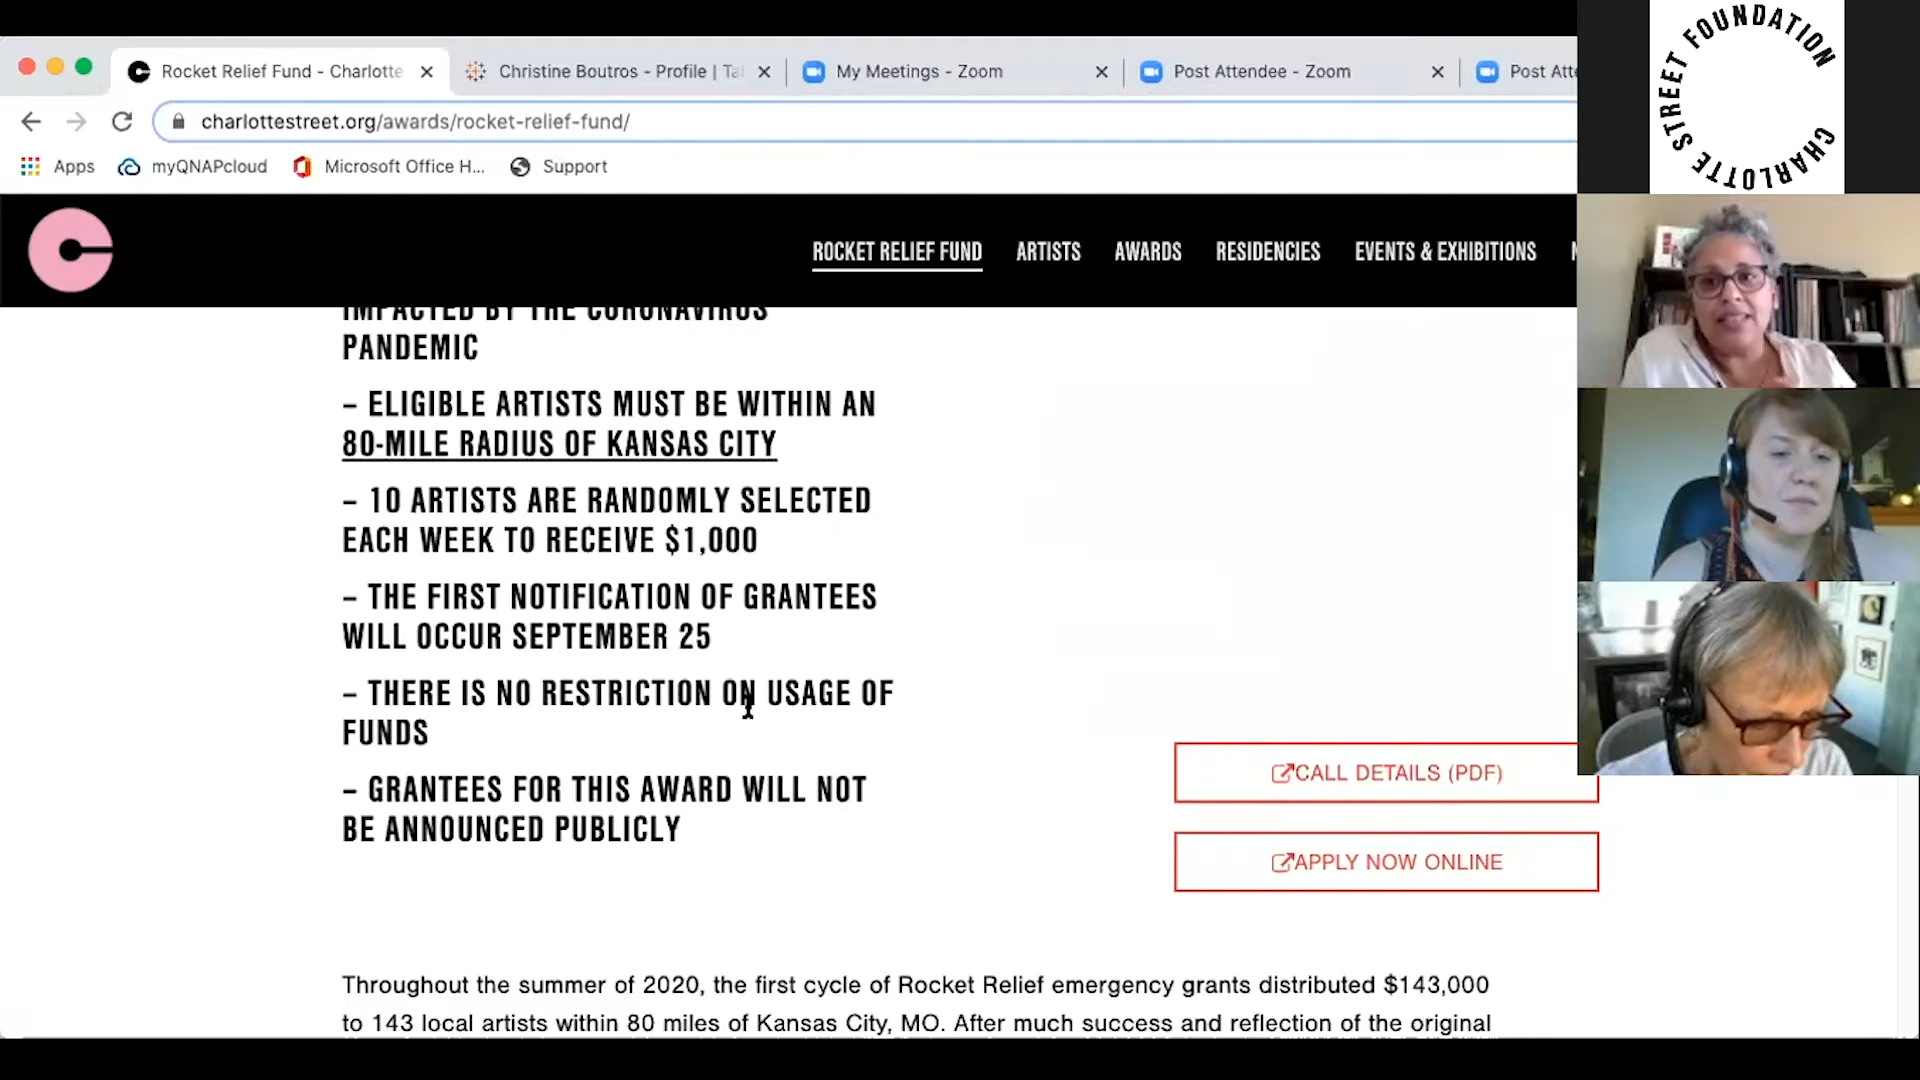 Rocket Relief Fund - Charlotte
Christine Boutros - Profile | Ta
My Meetings - Zoom
Post Attendee - Zoom
Post Att
charlottestreet.org/awards/rocket-relief-fund/
Apps
myQNAPcloud
Microsoft Office H...
Support
CHARLOTTE STREET FOUNDATION
ROCKET RELIEF FUND
ARTISTS
AWARDS
RESIDENCIES
EVENTS & EXHIBITIONS
IMPACTED BY THE CORONAVIRUS
PANDEMIC
– ELIGIBLE ARTISTS MUST BE WITHIN AN
80-MILE RADIUS OF KANSAS CITY
– 10 ARTISTS ARE RANDOMLY SELECTED
EACH WEEK TO RECEIVE $1,000
– THE FIRST NOTIFICATION OF GRANTEES
WILL OCCUR SEPTEMBER 25
– THERE IS NO RESTRICTION ON USAGE OF
FUNDS
– GRANTEES FOR THIS AWARD WILL NOT
BE ANNOUNCED PUBLICLY
CALL DETAILS (PDF)
APPLY NOW ONLINE
Throughout the summer of 2020, the first cycle of Rocket Relief emergency grants distributed $143,000
to 143 local artists within 80 miles of Kansas City, MO. After much success and reflection of the original